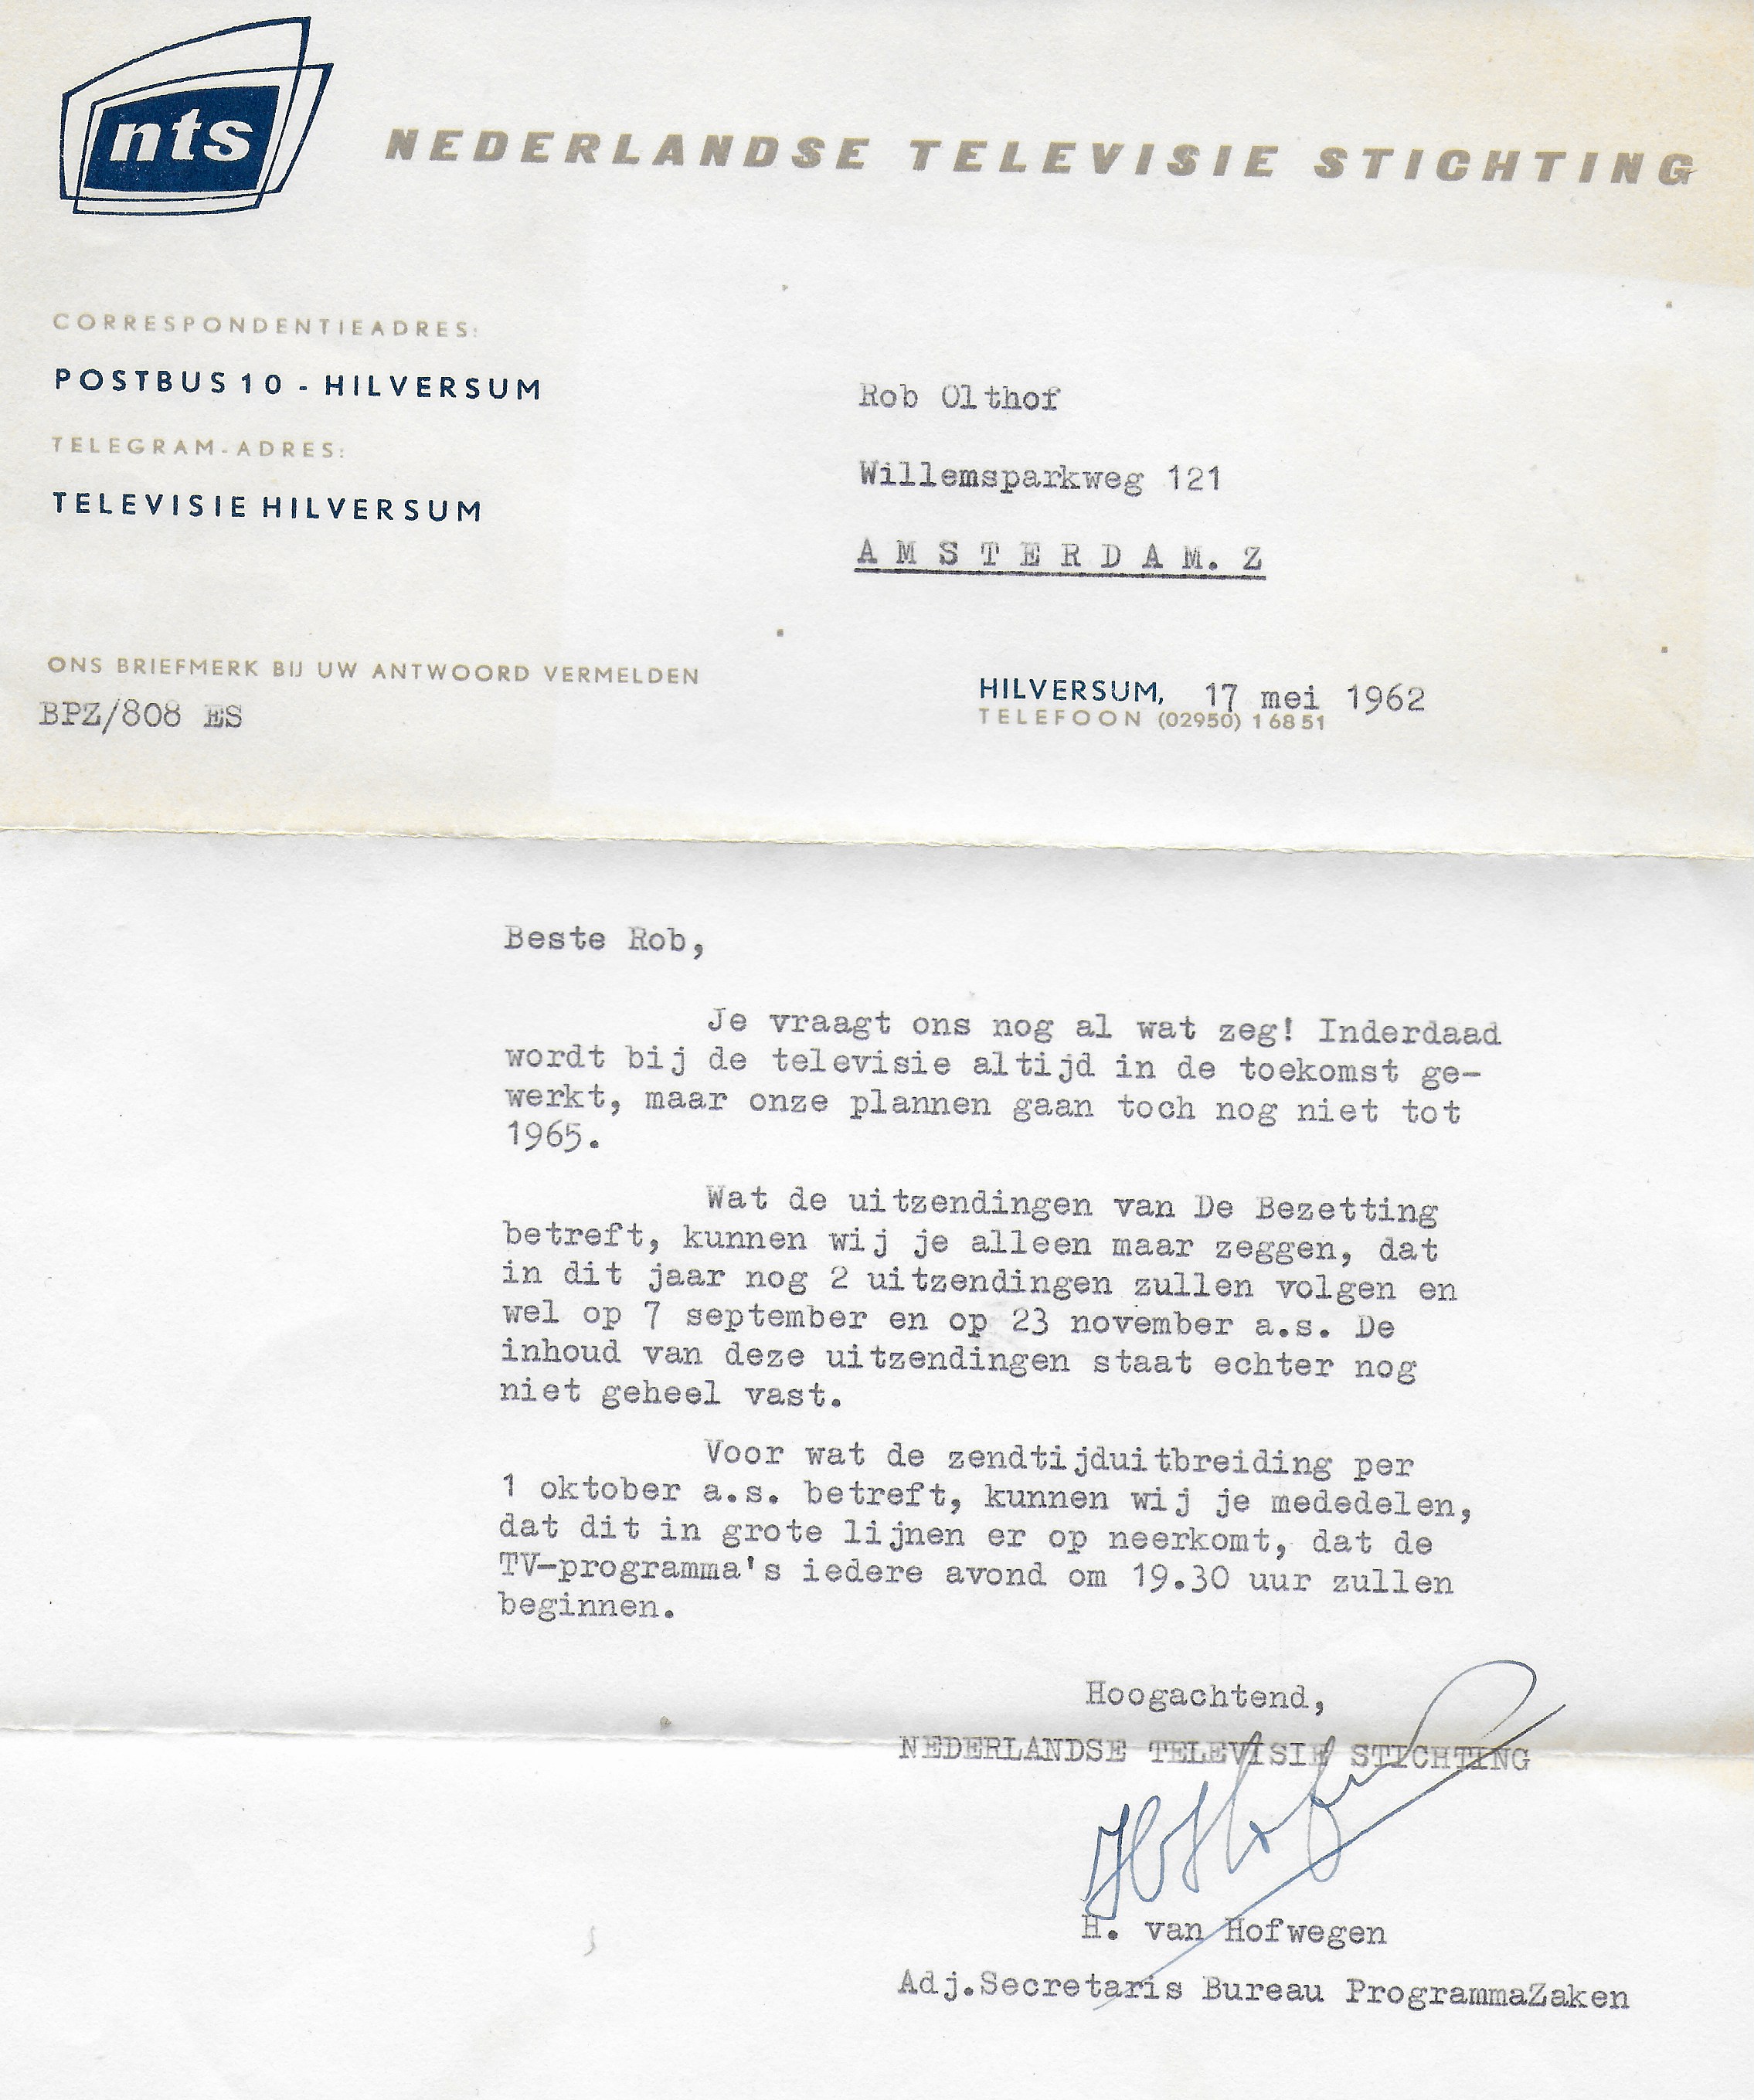 nts
NEDERLANDSE TELEVISIE STICHTING
CORRESPONDENTIEADRES:
POSTBUS 10 - HILVERSUM
TELEGRAM-ADRES:
TELEVISIE HILVERSUM
Rob Olthof
Willemsparkweg 121
AMSTERDAM. Z
ONS BRIEFMERK BIJ UW ANTWOORD VERMELDEN
BPZ/808 ES
HILVERSUM, 17 mei 1962
TELEFOON (02950) 16851
Beste Rob,
Je vraagt ons nog al wat zeg! Inderdaad
wordt bij de televisie altijd in de toekomst ge-
werkt, maar onze plannen gaan toch nog niet tot
1965.
Wat de uitzendingen van De Bezetting
betreft, kunnen wij je alleen maar zeggen, dat
in dit jaar nog 2 uitzendingen zullen volgen en
wel op 7 september en op 23 november a.s. De
inhoud van deze uitzendingen staat echter nog
niet geheel vast.
Voor wat de zendtijduitbreiding per
1 oktober a.s. betreft, kunnen wij je mededelen,
dat dit in grote lijnen er op neerkomt, dat de
TV-programma's iedere avond om 19.30 uur zullen
beginnen.
Hoogachtend,
NEDERLANDSE TELEVISIE STICHTING
H. van Hofwegen
Adj.Secretaris Bureau ProgrammaZaken